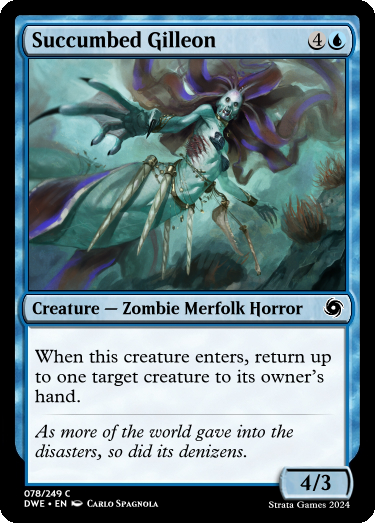 Succumbed Gilleon 4
Creature — Zombie Merfolk Horror
When this creature enters, return up
to one target creature to its owner's
hand.
As more of the world gave into the
disasters, so did its denizens.
4/3
078/249 C
DWE • EN Carlo Spagnola
Strata Games 2024